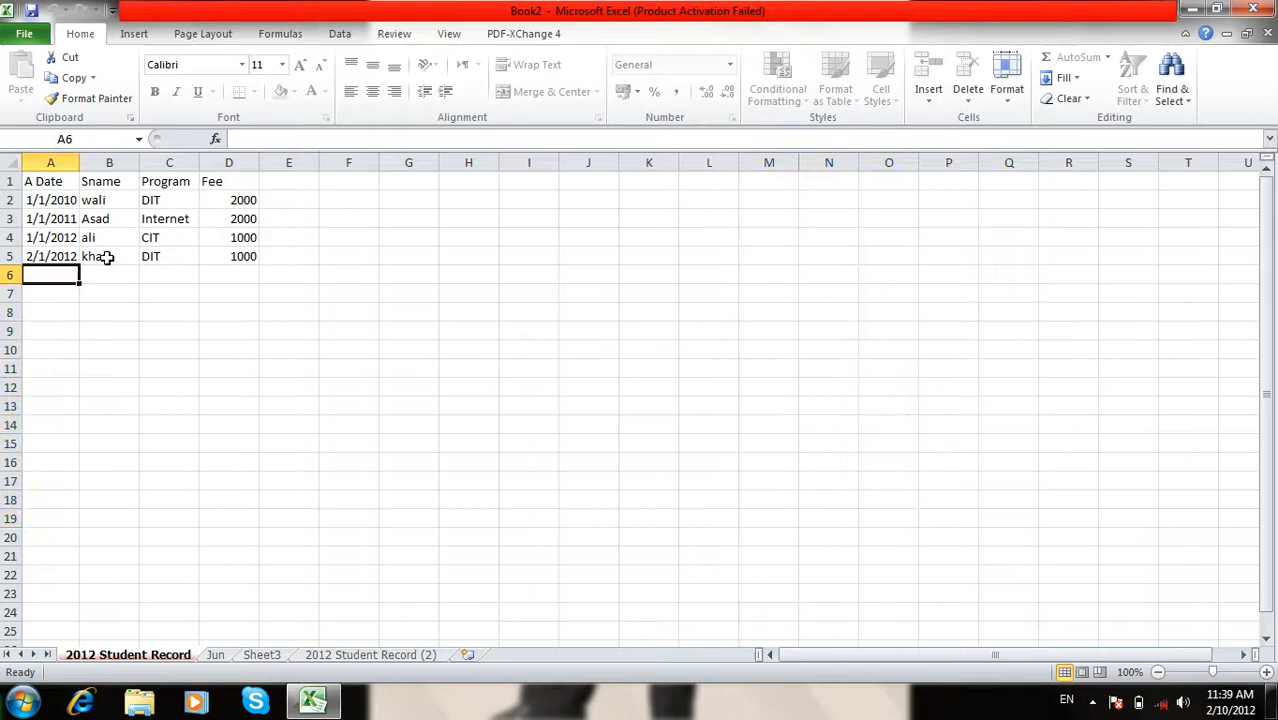 Book2 - Microsoft Excel (Product Activation Failed)
File Home Insert Page Layout Formulas Data Review View PDF-XChange 4
Paste Cut Copy Format Painter Clipboard
Calibri 11 A A B I U A Font
Wrap Text Merge & Center Alignment
General % , .0 .00 .00 .0 Number
Conditional Formatting Format as Table Cell Styles Styles
Insert Delete Format Cells
Σ AutoSum Fill Clear Sort & Filter Find & Select Editing
A6 fx
A B C D E F G H I J K L M N O P Q R S T U
1 A Date Sname Program Fee
2 1/1/2010 wali DIT 2000
3 1/1/2011 Asad Internet 2000
4 1/1/2012 ali CIT 1000
5 2/1/2012 DIT 1000
6
7
8
9
10
11
12
13
14
15
16
17
18
19
20
21
22
23
24
25
2012 Student Record Jun Sheet3 2012 Student Record (2)
Ready 100%
EN 11:39 AM
2/10/2012